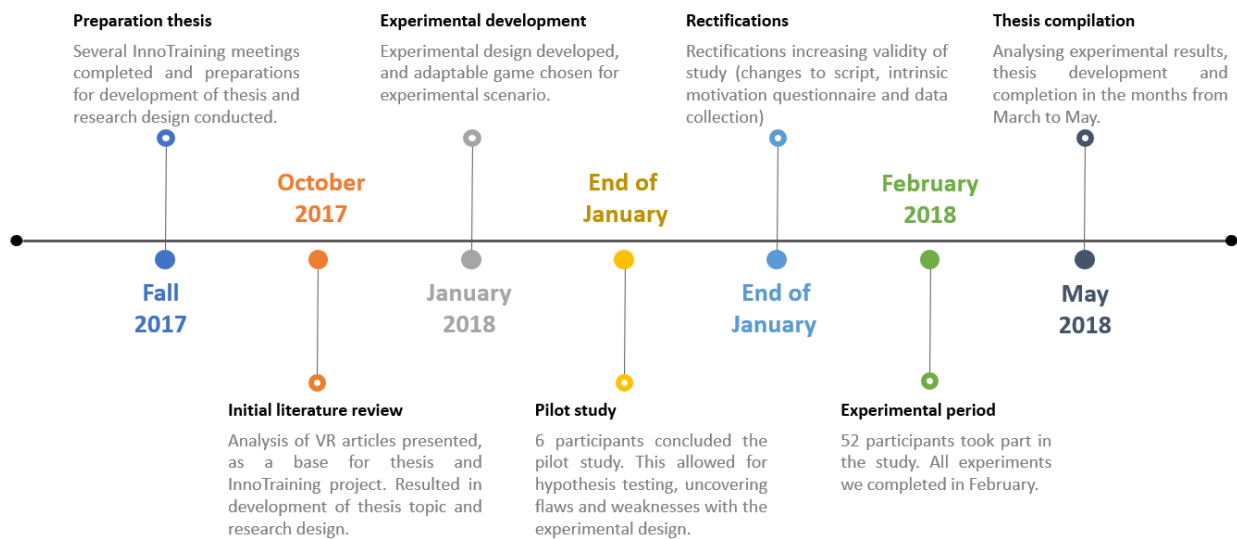 Preparation thesis
Several InnoTraining meetings
completed and preparations
for development of thesis and
research design conducted.
Experimental development
Experimental design developed,
and adaptable game chosen for
experimental scenario.
Rectifications
Rectifications increasing validity of
study (changes to script, intrinsic
motivation questionnaire and data
collection)
Thesis compilation
Analysing experimental results,
thesis development and
completion in the months from
March to May.
October
2017
End of
January
February
2018
Fall
2017
January
2018
End of
January
May
2018
Initial literature review
Analysis of VR articles presented,
as a base for thesis and
InnoTraining project. Resulted in
development of thesis topic and
research design.
Pilot study
6 participants concluded the
pilot study. This allowed for
hypothesis testing, uncovering
flaws and weaknesses with the
experimental design.
Experimental period
52 participants took part in
the study. All experiments
we completed in February.